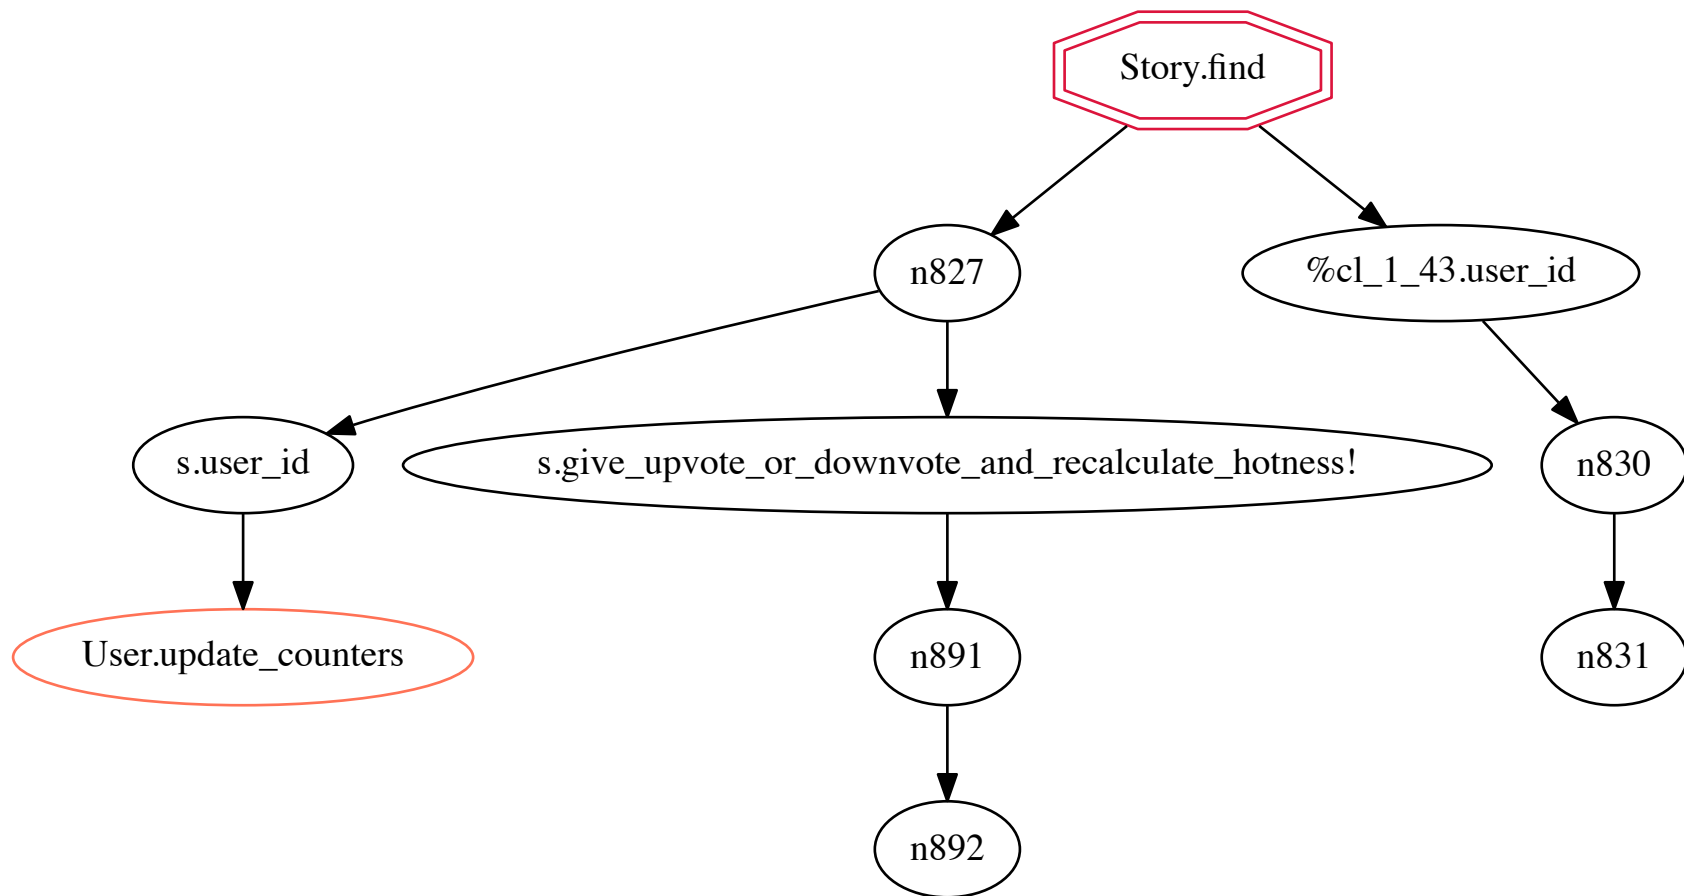 Story.find
n827
%cl_1_43.user_id
s.user_id
s.give_upvote_or_downvote_and_recalculate_hotness!
n830
User.update_counters
n891
n831
n892